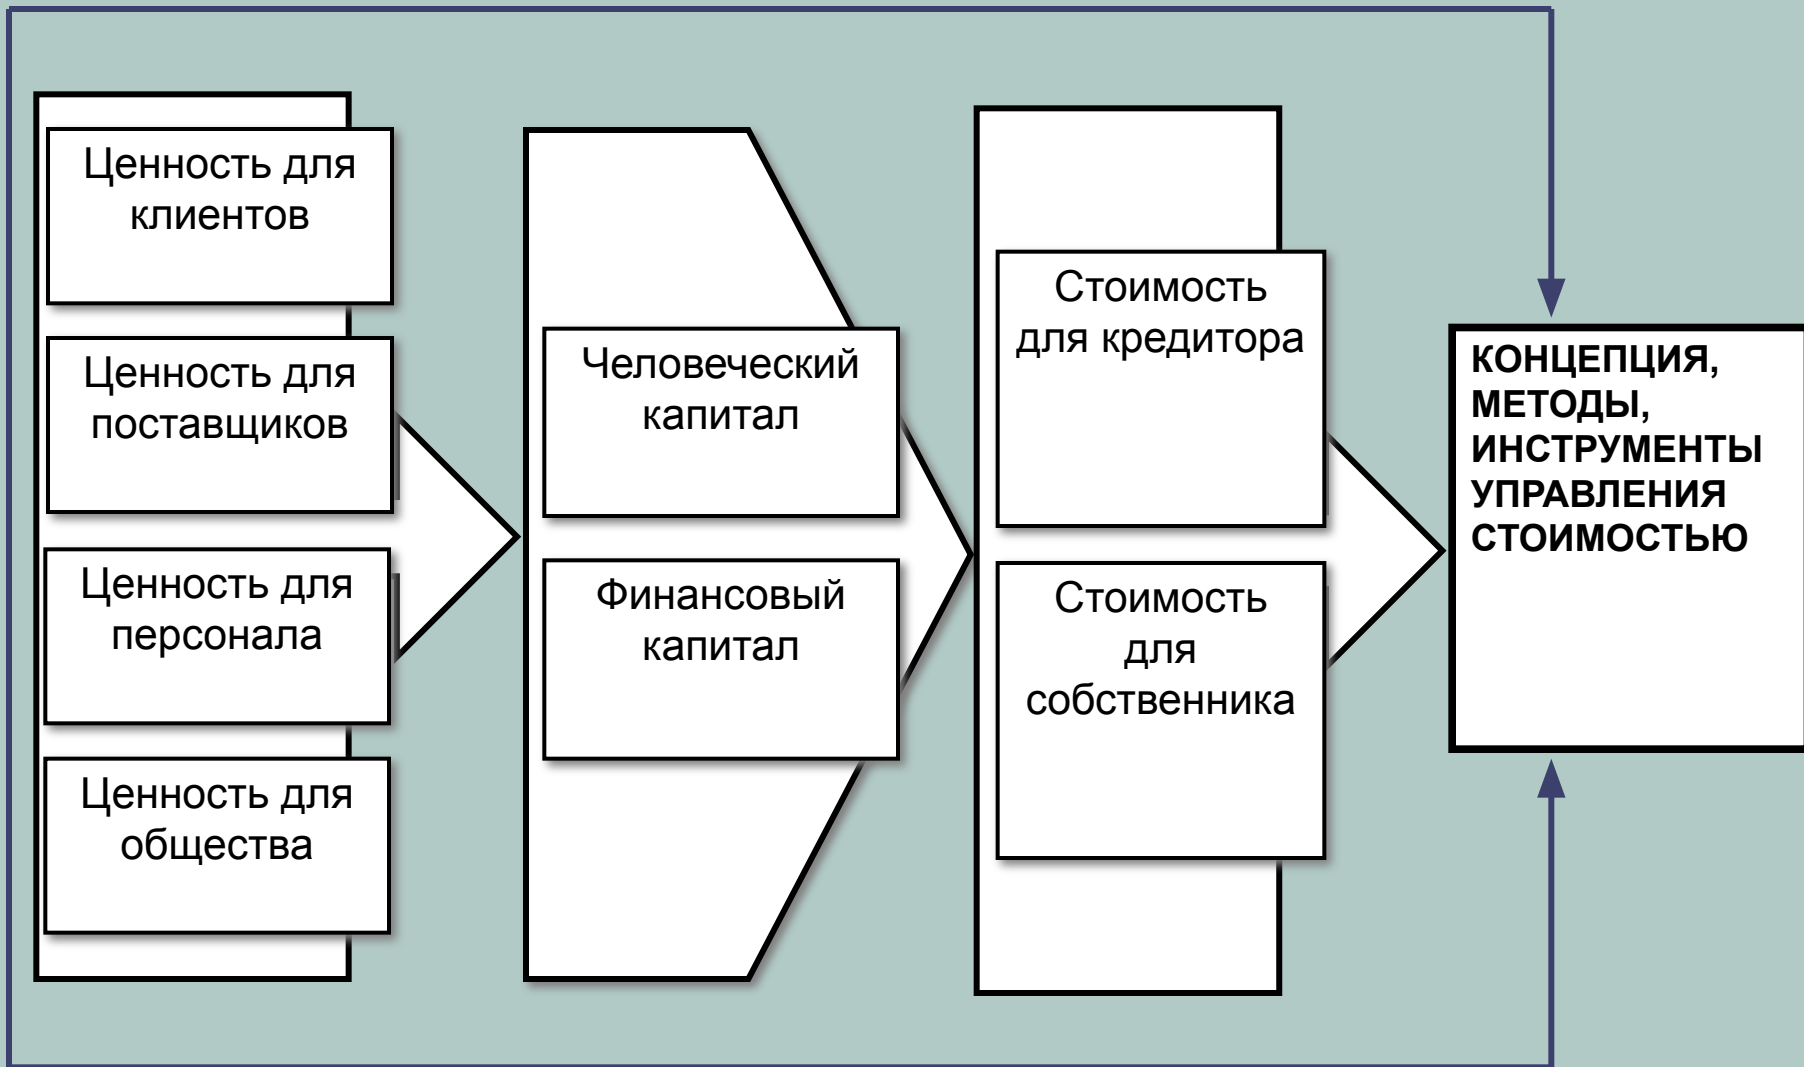 Ценность для
клиентов
Ценность для
поставщиков
Ценность для
персонала
Ценность для
общества
Человеческий
капитал
Финансовый
капитал
Стоимость
для кредитора
Стоимость
для
собственника
КОНЦЕПЦИЯ,
МЕТОДЫ,
ИНСТРУМЕНТЫ
УПРАВЛЕНИЯ
СТОИМОСТЬЮ